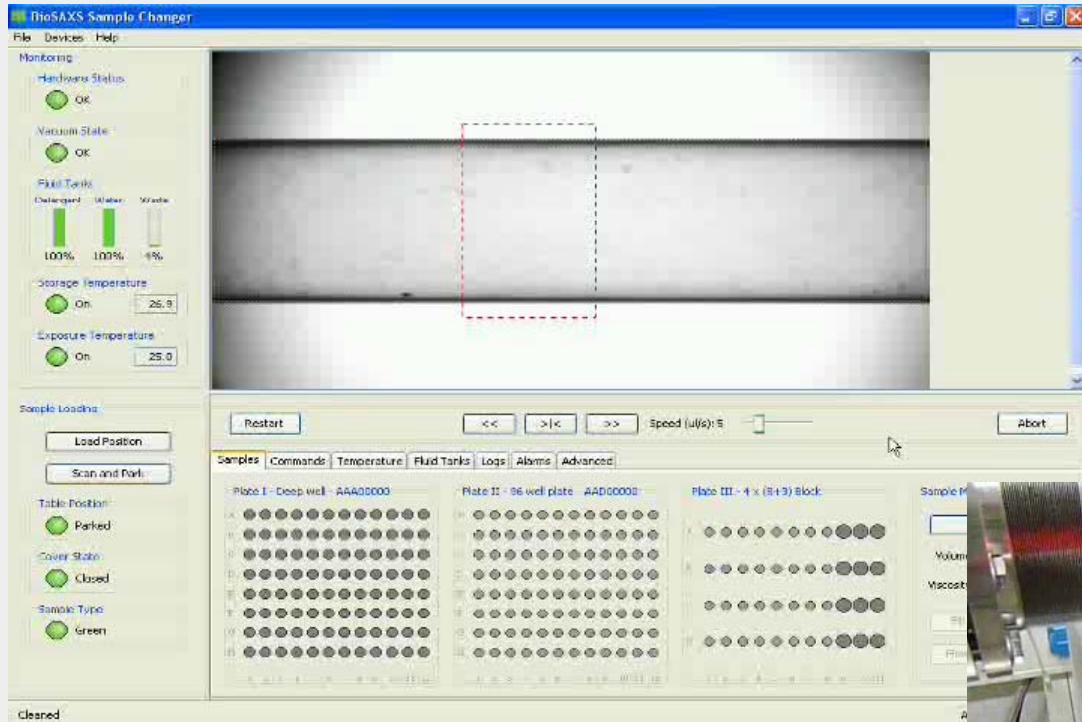 BioSAXS Sample Changer
File Devices Help
Monitoring
Hardware Status
OK
Vacuum State
OK
Fluid Tanks
Detergent Water Waste
100% 100% 4%
Storage Temperature
On 26.9
Exposure Temperature
On 25.0
Sample Loading
Load Position
Scan and Park
Table Position
Parked
Cover State
Closed
Sample Type
Green
Restart << >|< >> Speed (ul/s): 5 Abort
Samples Commands Temperature Fluid Tanks Logs Alarms Advanced
Plate I - Deep well - AAA00000
Plate II - 96 well plate - AAD00000
Plate III - 4 x (8+3) Block
Sample
Cleaned